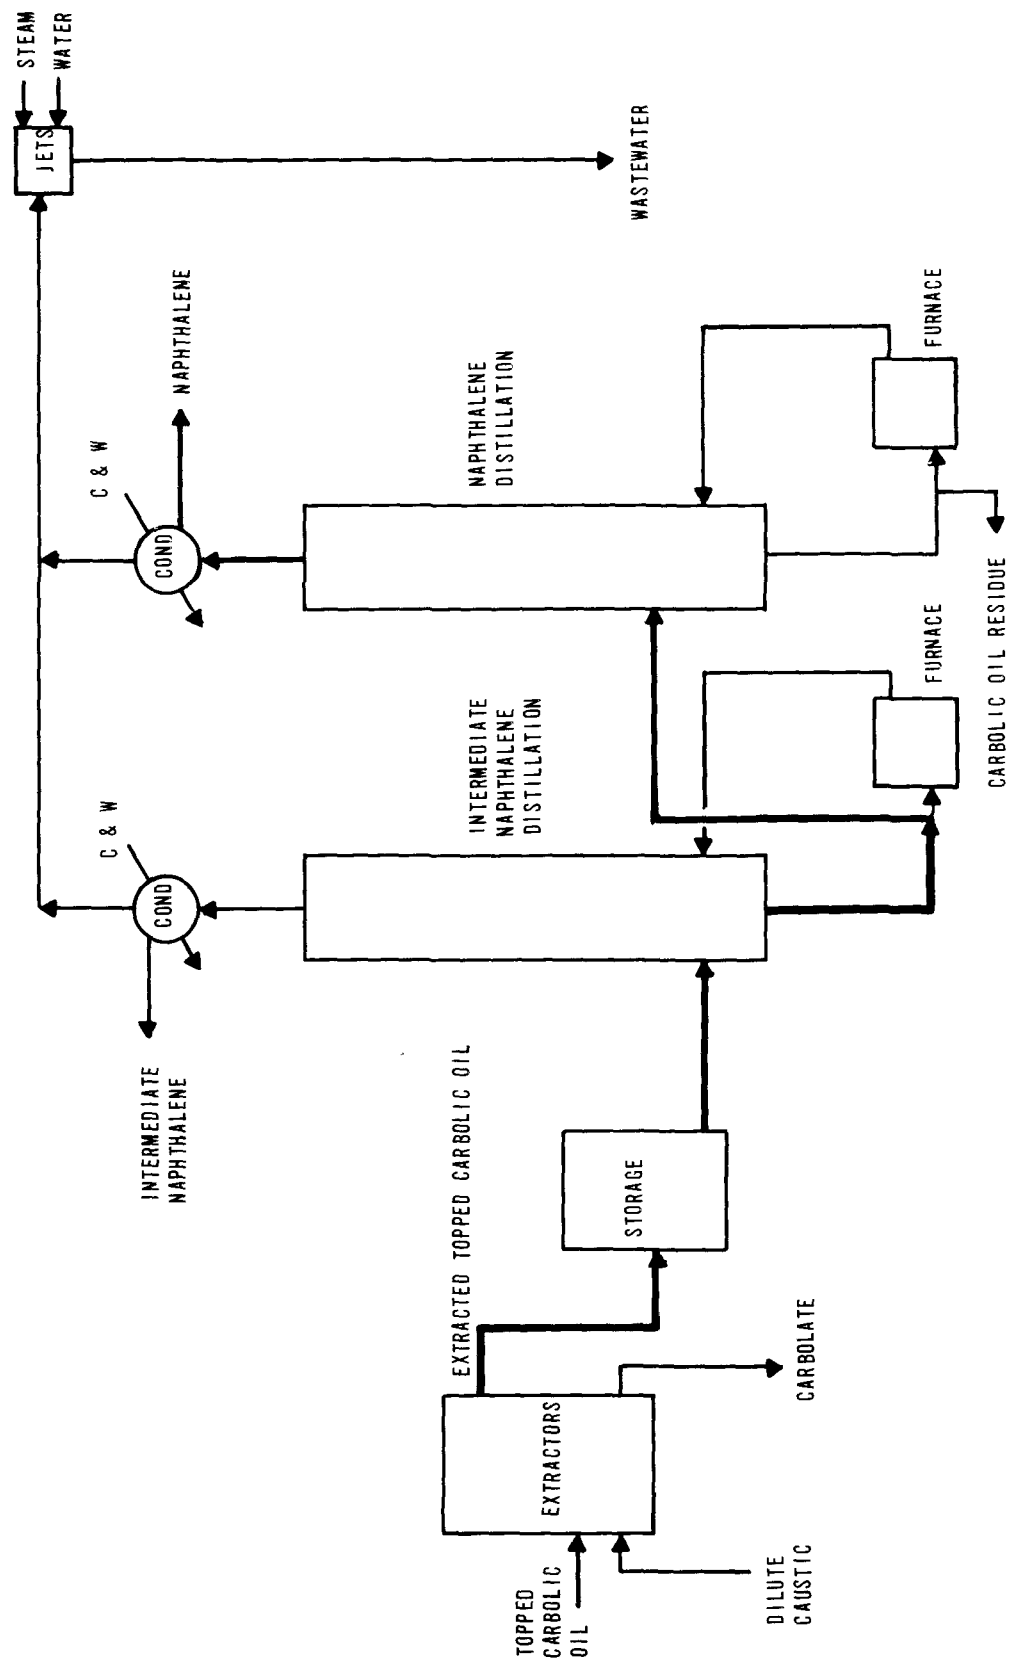 STEAM
WATER
JETS
WASTEWATER
C & W
COND
NAPHTHALENE
NAPHTHALENE
DISTILLATION
FURNACE
CARBOLIC OIL RESIDUE
C & W
COND
INTERMEDIATE
NAPHTHALENE
INTERMEDIATE
NAPHTHALENE
DISTILLATION
FURNACE
EXTRACTED TOPPED CARBOLIC OIL
STORAGE
EXTRACTORS
CARBOLATE
TOPPED
CARBOLIC
OIL
DILUTE
CAUSTIC